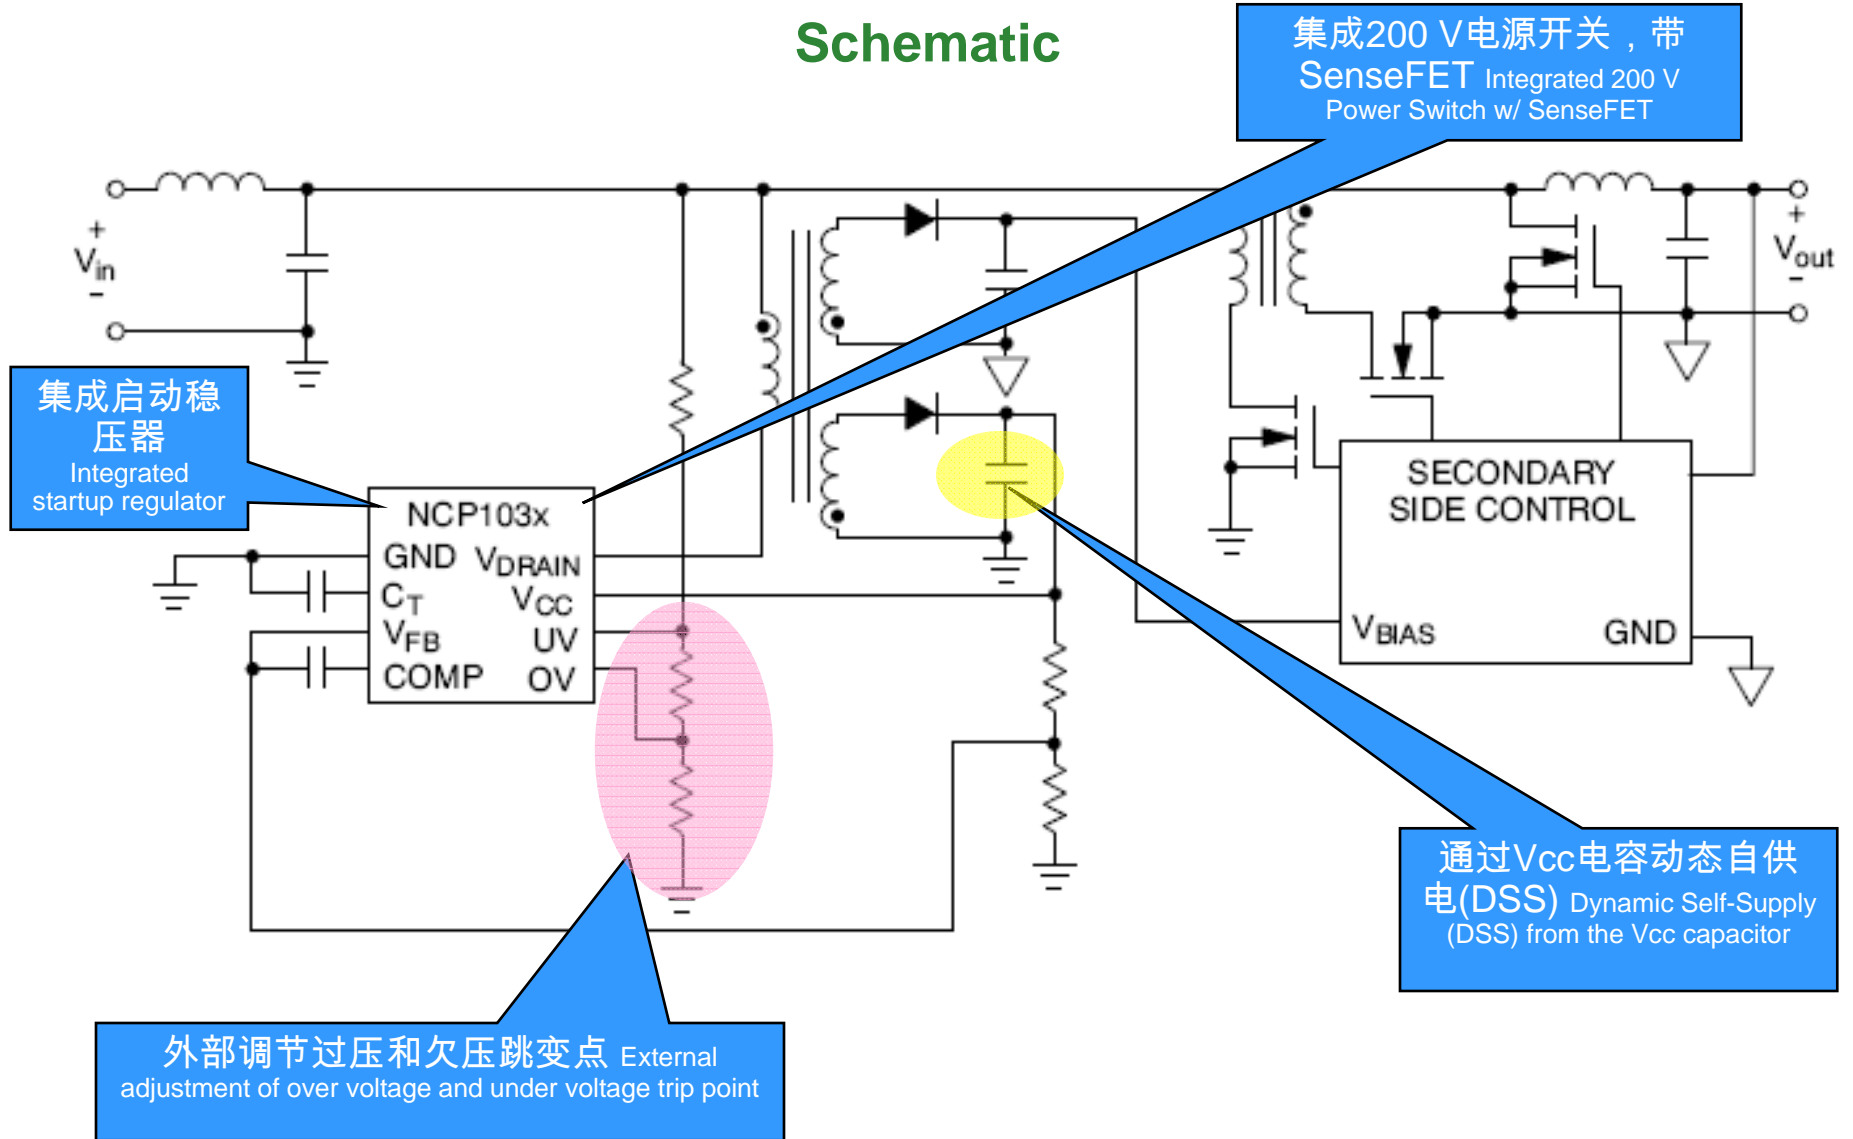 Schematic
集成200 V电源开关，带
SenseFET Integrated 200 V
Power Switch w/ SenseFET
+
Vin
-
+
Vout
-
集成启动稳
压器
Integrated
startup regulator
NCP103x
GND VDRAIN
CT VCC
VFB UV
COMP OV
SECONDARY
SIDE CONTROL
VBIAS GND
通过Vcc电容动态自供
电(DSS) Dynamic Self-Supply
(DSS) from the Vcc capacitor
外部调节过压和欠压跳变点 External
adjustment of over voltage and under voltage trip point